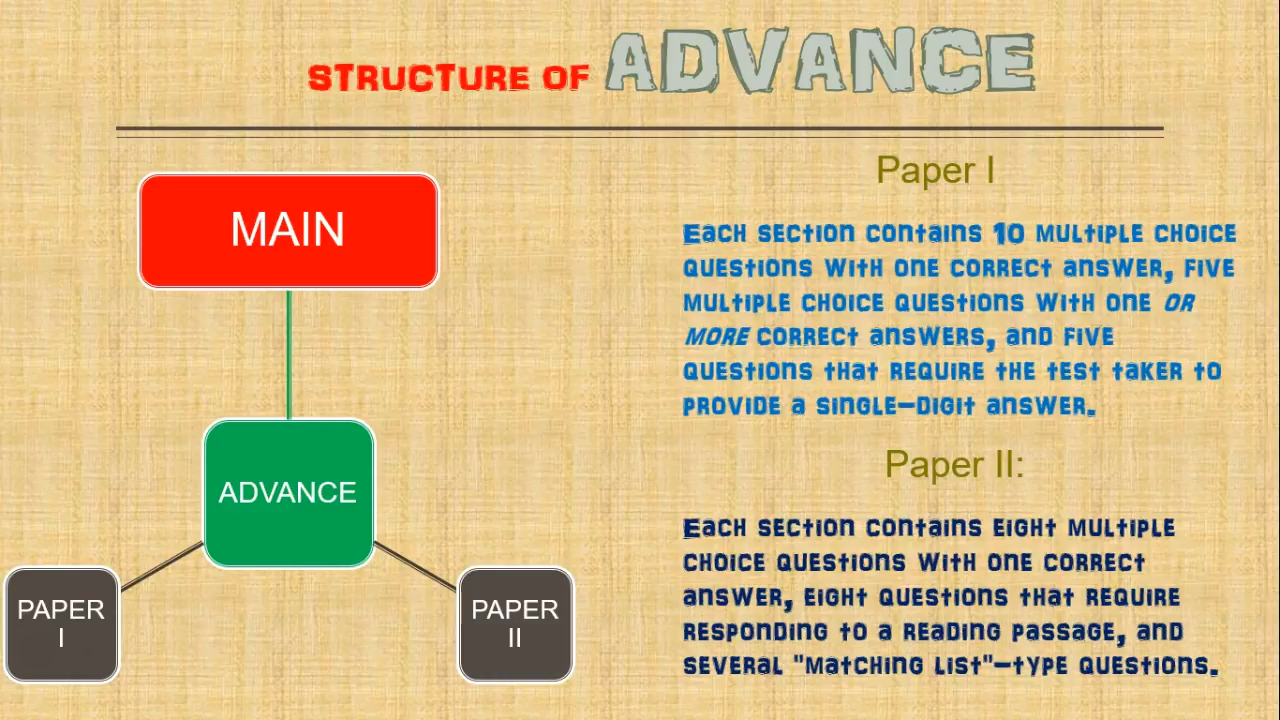 STRUCTURE OF ADVANCE
MAIN
ADVANCE
PAPER
I
PAPER
II
Paper I
Each section contains 10 multiple choice
questions with one correct answer, five
multiple choice questions with one or
more correct answers, and five
questions that require the test taker to
provide a single-digit answer.
Paper II:
Each section contains eight multiple
choice questions with one correct
answer, eight questions that require
responding to a reading passage, and
several "matching list"-type questions.